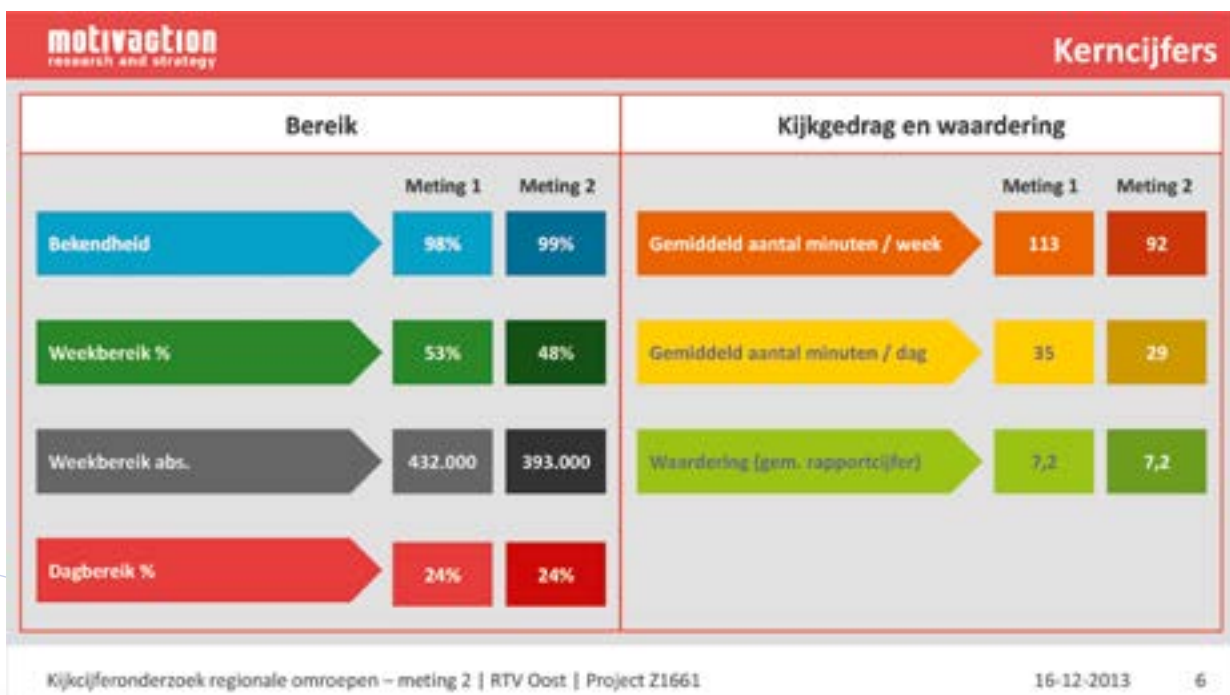 motivaction
research and strategy
Kerncijfers
Bereik
Meting 1 Meting 2
Bekendheid 98% 99%
Weekbereik % 53% 48%
Weekbereik abs. 432.000 393.000
Dagbereik % 24% 24%
Kijkgedrag en waardering
Meting 1 Meting 2
Gemiddeld aantal minuten / week 113 92
Gemiddeld aantal minuten / dag 35 29
Waardering (gem. rapportcijfer) 7,2 7,2
Kijkcijferonderzoek regionale omroepen – meting 2 | RTV Oost | Project Z1661 16-12-2013 6